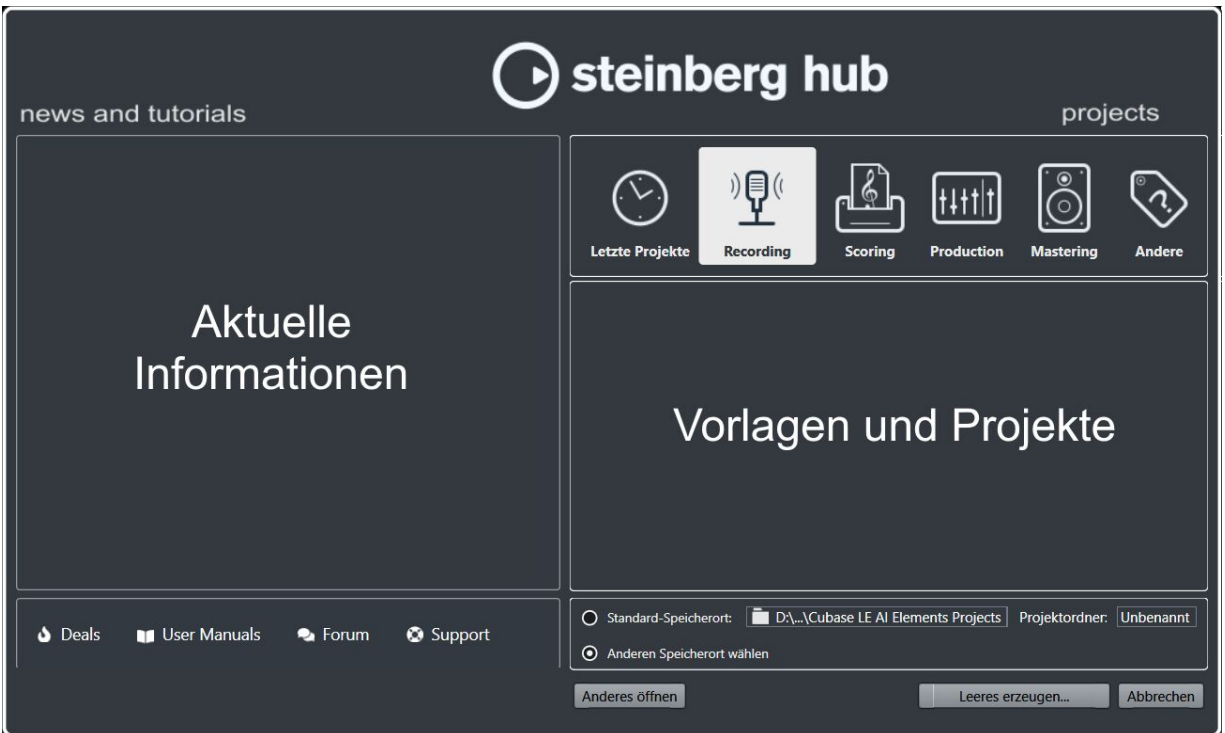 steinberg hub
news and tutorials
projects
Aktuelle
Informationen
Letzte Projekte
Recording
Scoring
Production
Mastering
Andere
Vorlagen und Projekte
Deals
User Manuals
Forum
Support
Standard-Speicherort: D:\...\Cubase LE AI Elements Projects Projektordner: Unbenannt
Anderen Speicherort wählen
Anderes öffnen
Leeres erzeugen...
Abbrechen